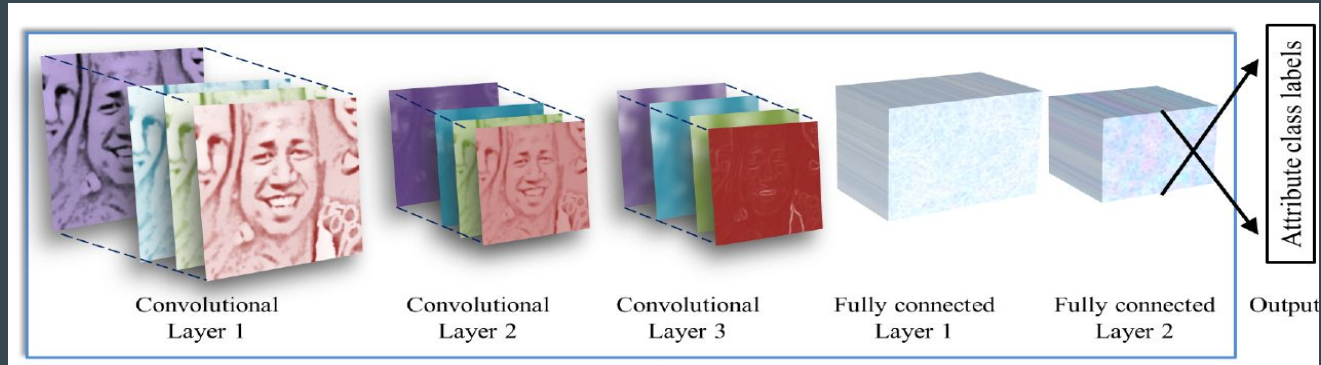 Convolutional
Layer 1
Convolutional
Layer 2
Convolutional
Layer 3
Fully connected
Layer 1
Fully connected
Layer 2
Output
Attribute class labels